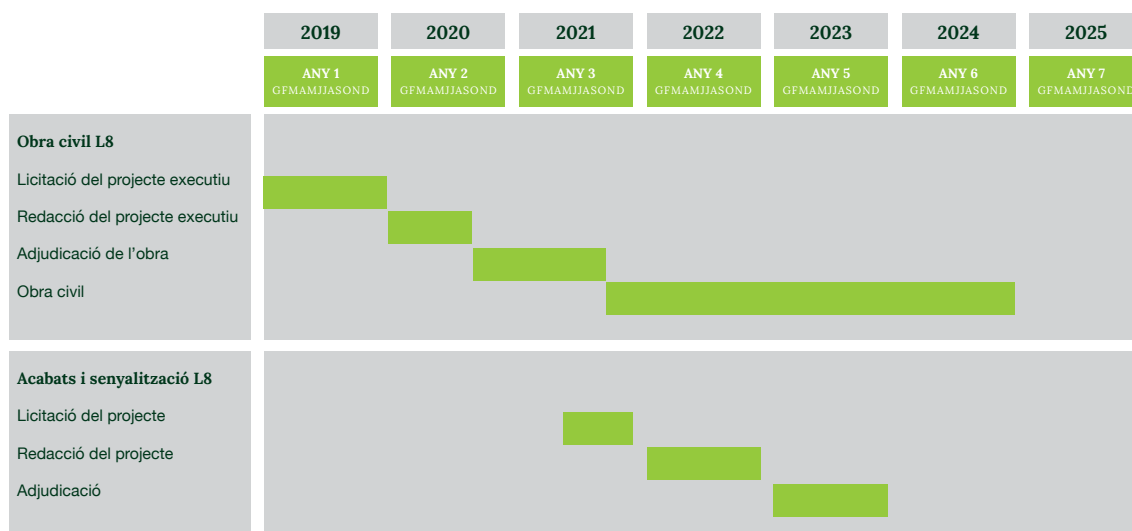 2019 2020 2021 2022 2023 2024 2025
ANY 1 ANY 2 ANY 3 ANY 4 ANY 5 ANY 6 ANY 7
GFMAMJJASOND GFMAMJJASOND GFMAMJJASOND GFMAMJJASOND GFMAMJJASOND GFMAMJJASOND GFMAMJJASOND
Obra civil L8
Licitació del projecte executiu
Redacció del projecte executiu
Adjudicació de l’obra
Obra civil
Acabats i senyalització L8
Licitació del projecte
Redacció del projecte
Adjudicació